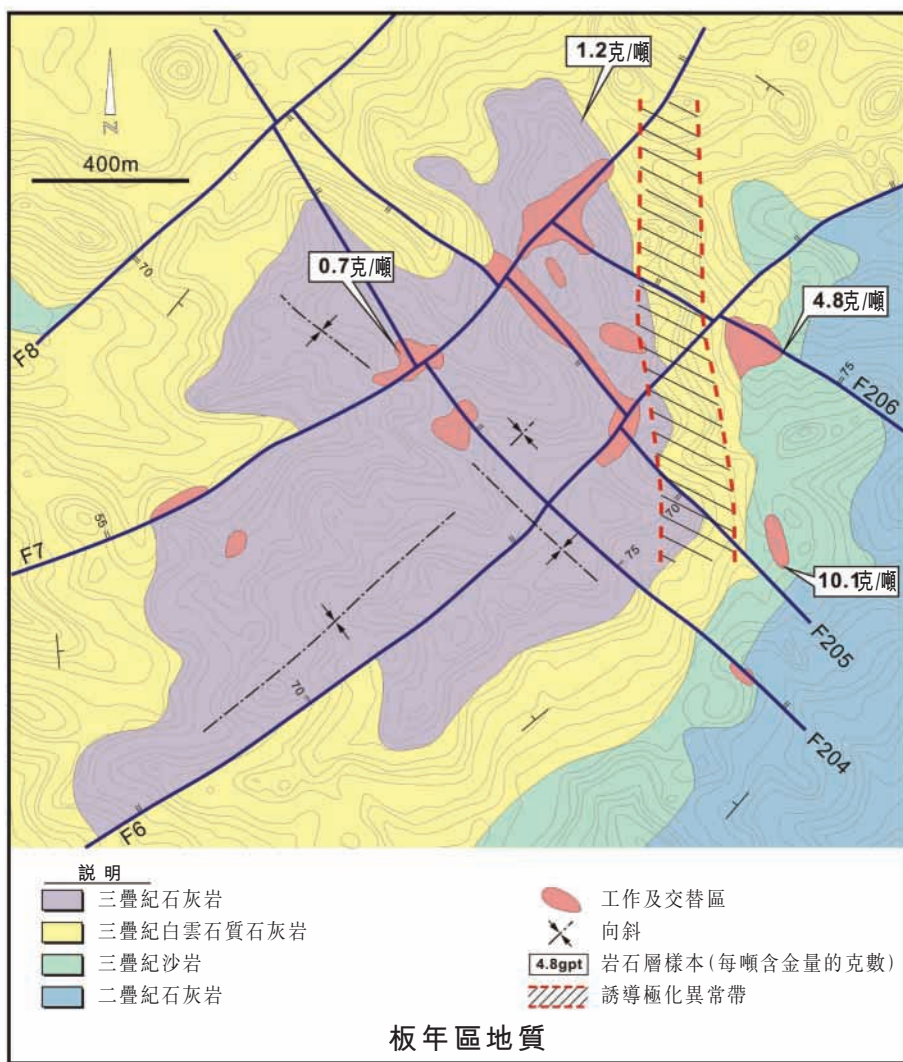 1.2克/噸
N
400m
70
0.7克/噸
4.8克/噸
F8
75
F206
55
F7
70
75
10.1克/噸
F205
70
F204
F6
説明
三疊紀石灰岩
三疊紀白雲石質石灰岩
三疊紀沙岩
二疊紀石灰岩
工作及交替區
向斜
4.8gpt 岩石層樣本(每噸含金量的克數)
誘導極化異常帶
板年區地質